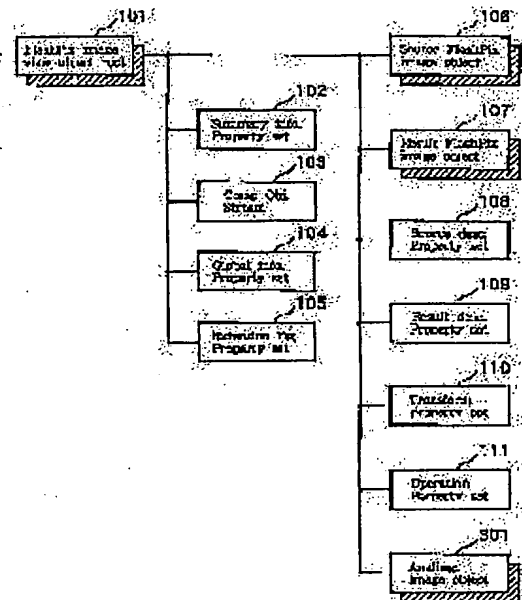 101
FlashPix image
view object root
102
Summary info.
Property set
103
Comp Obj
Stream
104
Global info.
Property set
105
Extension
Property set
106
Source FlashPix
image object
107
Result FlashPix
image object
108
Source desc.
Property set
109
Result desc.
Property set
110
Transform
Property set
111
Operation
Property set
301
image object